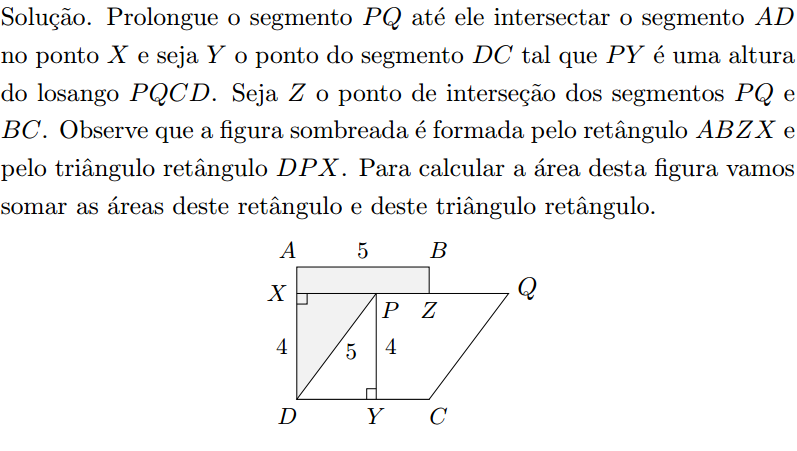 Solução. Prolongue o segmento PQ até ele intersectar o segmento AD
no ponto X e seja Y o ponto do segmento DC tal que PY é uma altura
do losango PQCD. Seja Z o ponto de interseção dos segmentos PQ e
BC. Observe que a figura sombreada é formada pelo retângulo ABZX e
pelo triângulo retângulo DPX. Para calcular a área desta figura vamos
somar as áreas deste retângulo e deste triângulo retângulo.
A 5 B
X Q
P Z
4 5 4
D Y C